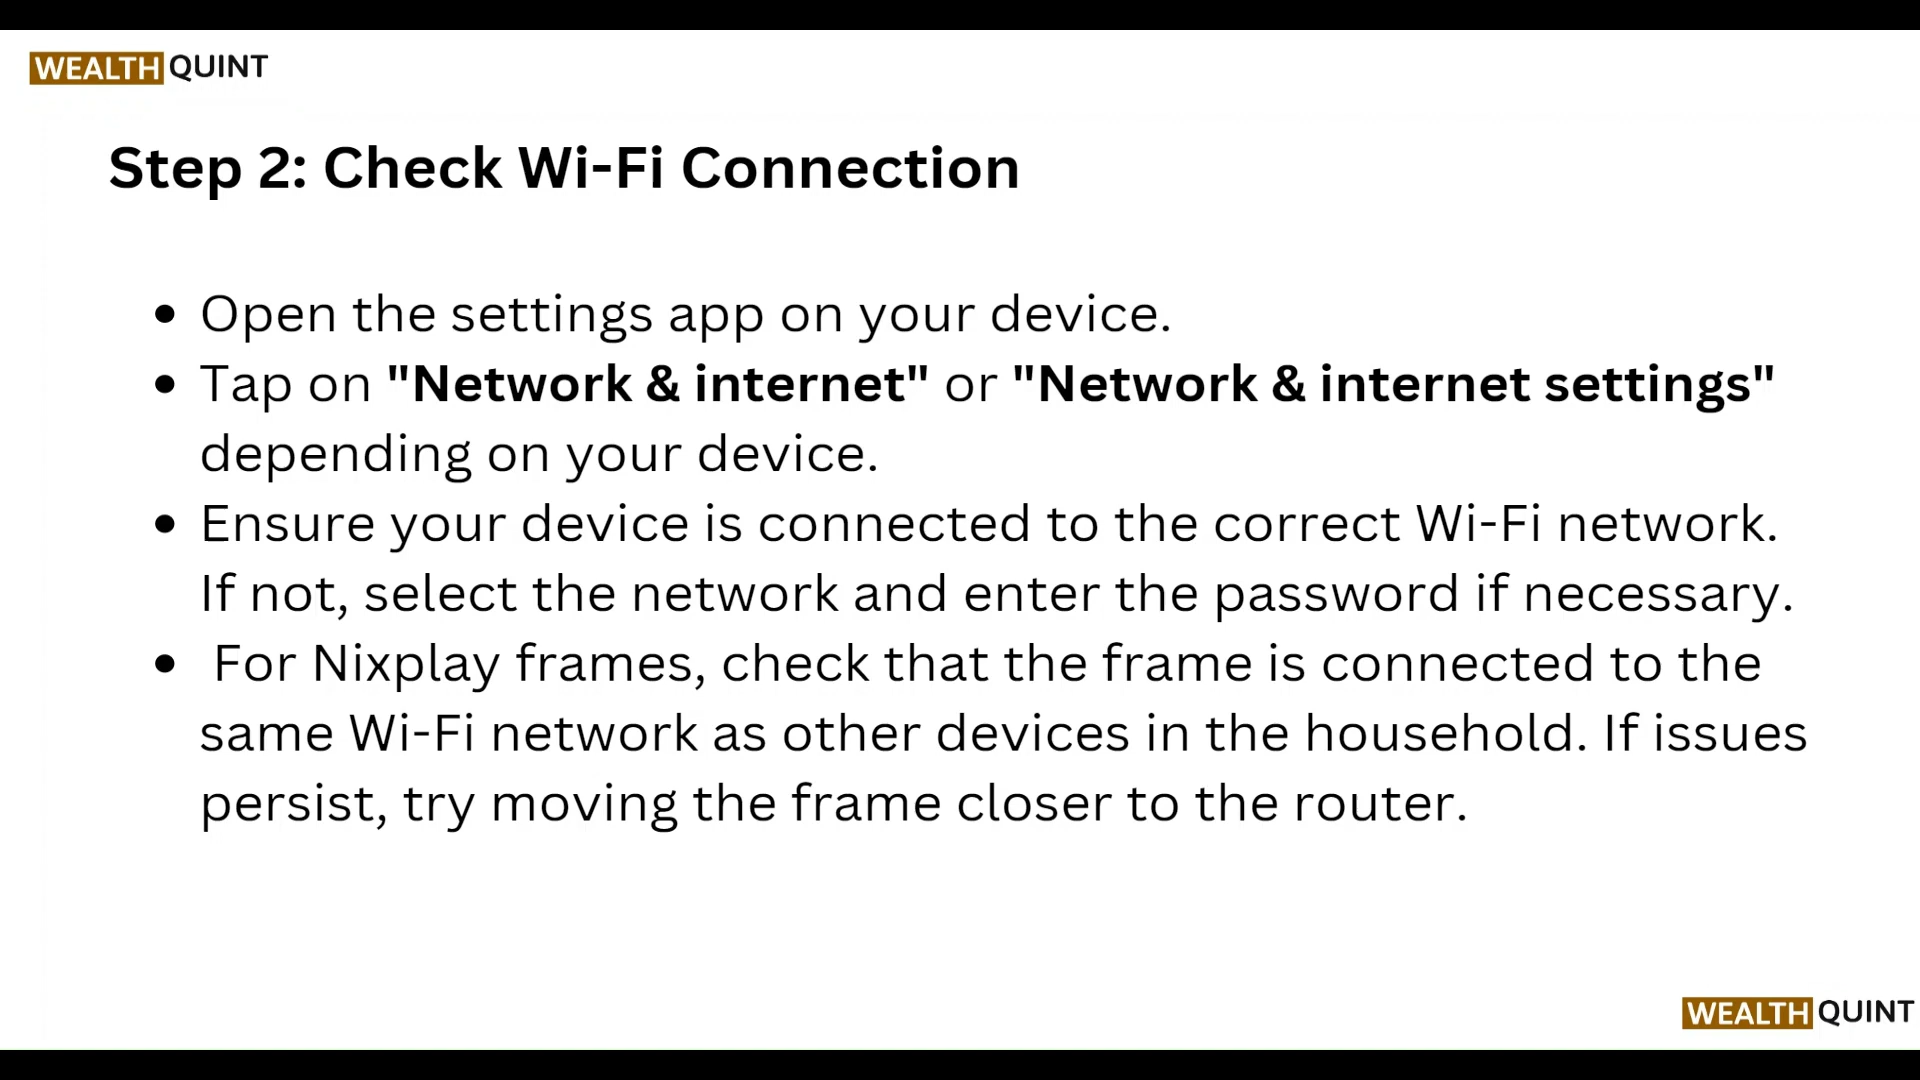 WEALTH QUINT
Step 2: Check Wi-Fi Connection
• Open the settings app on your device.
• Tap on "Network & internet" or "Network & internet settings"
depending on your device.
• Ensure your device is connected to the correct Wi-Fi network.
If not, select the network and enter the password if necessary.
• For Nixplay frames, check that the frame is connected to the
same Wi-Fi network as other devices in the household. If issues
persist, try moving the frame closer to the router.
WEALTH QUINT